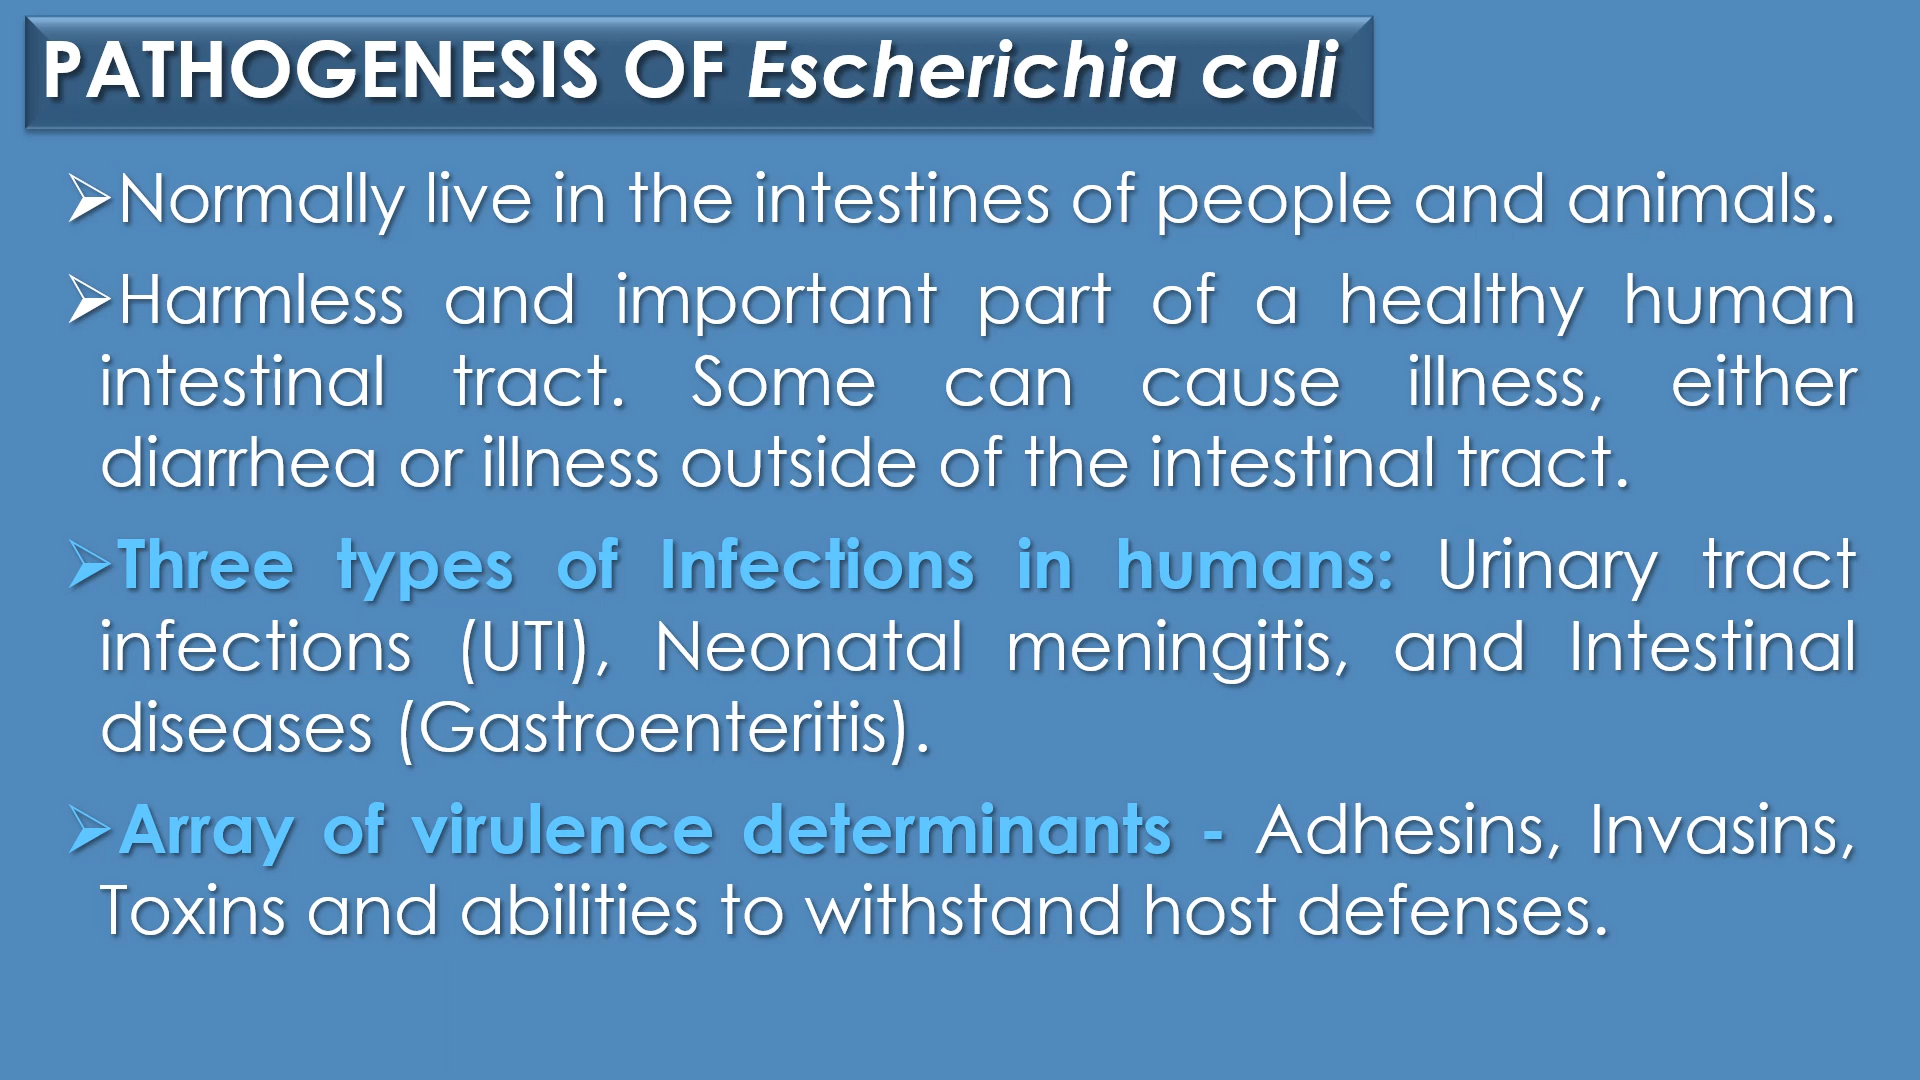 PATHOGENESIS OF Escherichia coli
➢Normally live in the intestines of people and animals.
➢Harmless and important part of a healthy human
intestinal tract. Some can cause illness, either
diarrhea or illness outside of the intestinal tract.
➢Three types of Infections in humans: Urinary tract
infections (UTI), Neonatal meningitis, and Intestinal
diseases (Gastroenteritis).
➢Array of virulence determinants - Adhesins, Invasins,
Toxins and abilities to withstand host defenses.